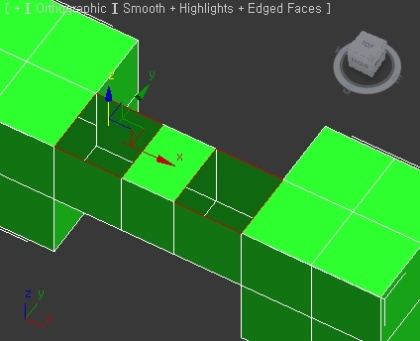 [ + ] Orthographic ] Smooth + Highlights + Edged Faces ]
z
y
x
z
y